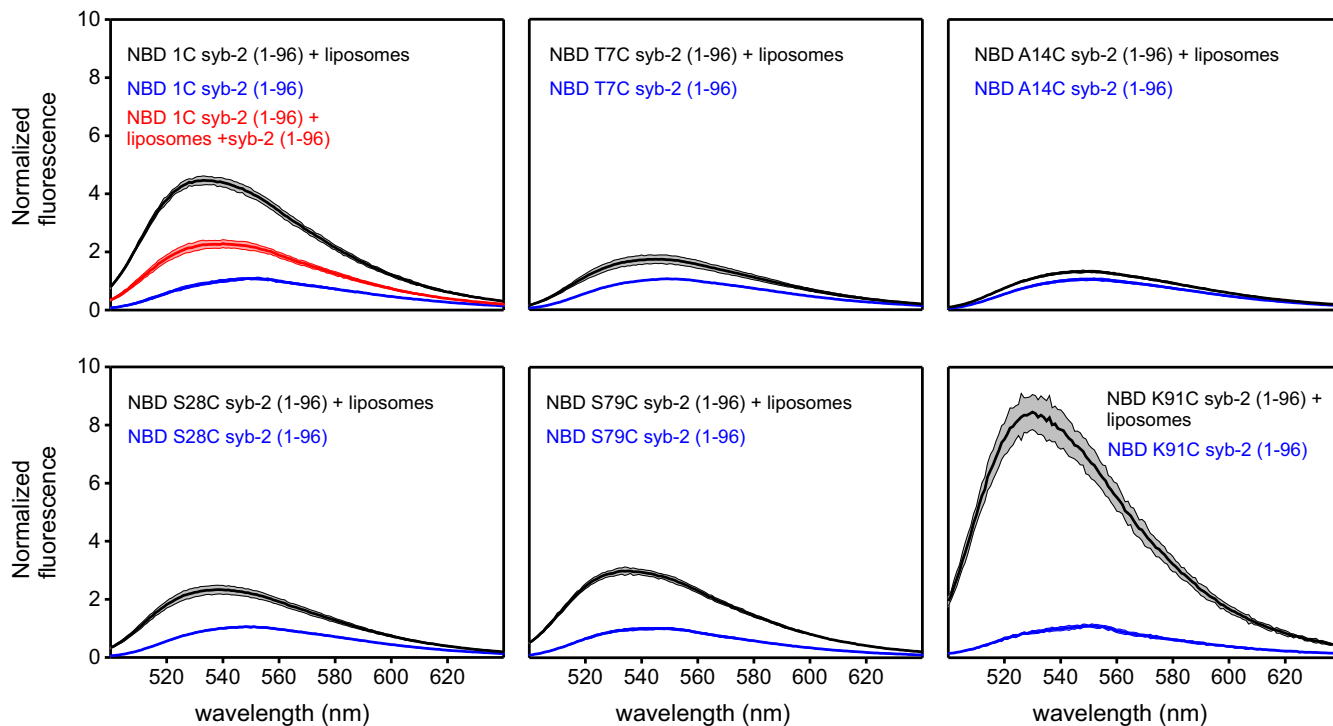 10
8
6
4
2
0
Normalized
fluorescence
NBD 1C syb-2 (1-96) + liposomes
NBD 1C syb-2 (1-96)
NBD 1C syb-2 (1-96) +
liposomes +syb-2 (1-96)
NBD T7C syb-2 (1-96) + liposomes
NBD T7C syb-2 (1-96)
NBD A14C syb-2 (1-96) + liposomes
NBD A14C syb-2 (1-96)
10
8
6
4
2
0
Normalized
fluorescence
NBD S28C syb-2 (1-96) + liposomes
NBD S28C syb-2 (1-96)
NBD S79C syb-2 (1-96) + liposomes
NBD S79C syb-2 (1-96)
NBD K91C syb-2 (1-96) +
liposomes
NBD K91C syb-2 (1-96)
520 540 560 580 600 620
520 540 560 580 600 620
520 540 560 580 600 620
wavelength (nm)
wavelength (nm)
wavelength (nm)